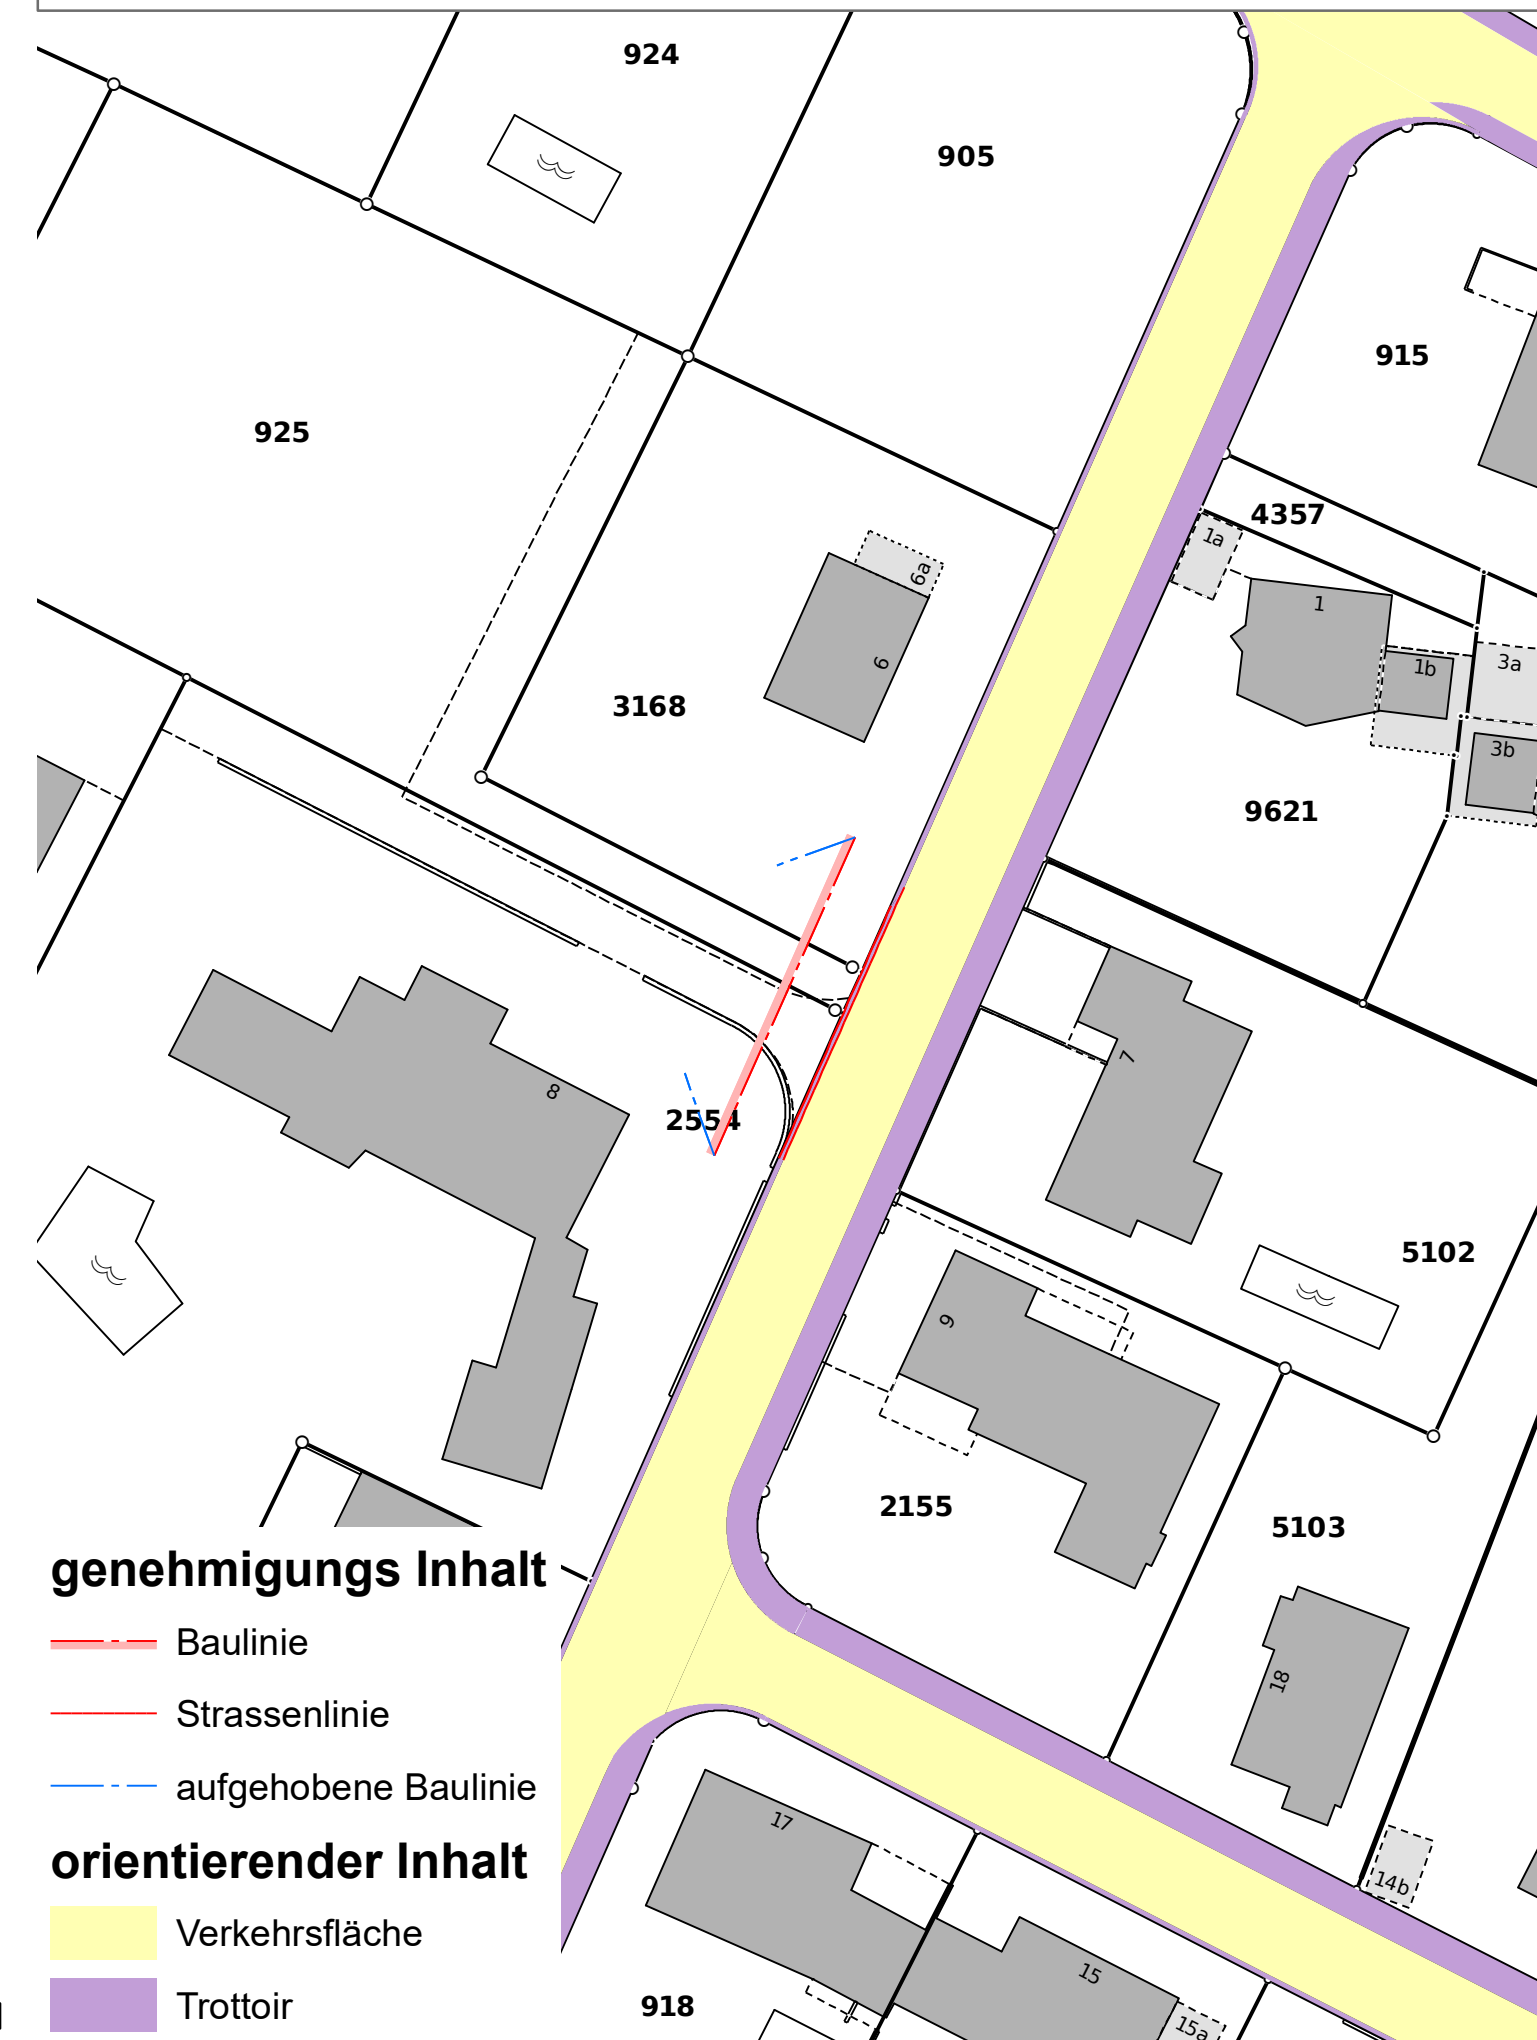 924
905
915
925
4357
1a
6a
1
6
1b
3a
3168
3b
9621
7
8
2554
5102
9
2155
5103
genehmigungs Inhalt
Baulinie
18
Strassenlinie
aufgehobene Baulinie
17
orientierender Inhalt
14b
Verkehrsfläche
15
918
Trottoir
15a